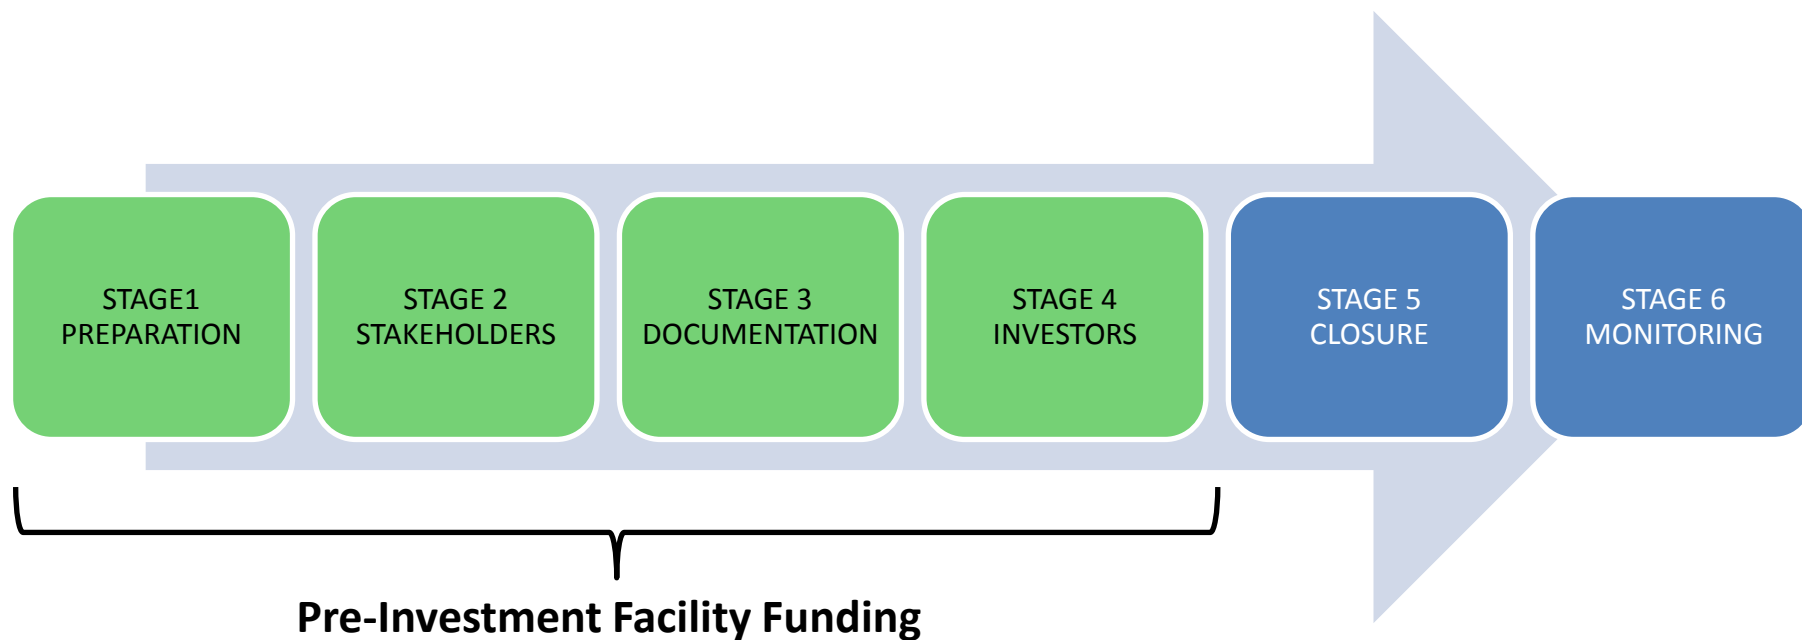 STAGE1
PREPARATION
STAGE 2
STAKEHOLDERS
STAGE 3
DOCUMENTATION
STAGE 4
INVESTORS
STAGE 5
CLOSURE
STAGE 6
MONITORING
Pre-Investment Facility Funding